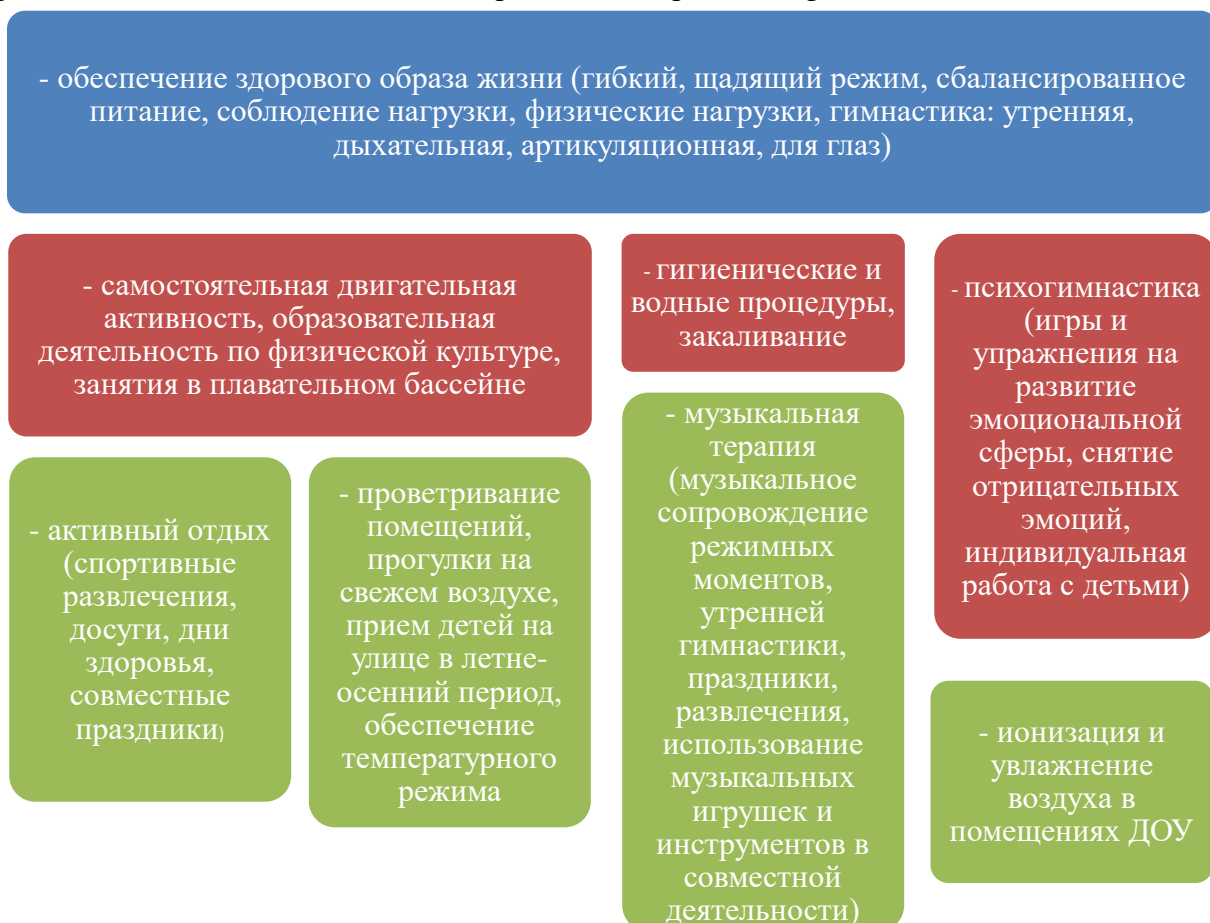 - обеспечение здорового образа жизни (гибкий, щадящий режим, сбалансированное
питание, соблюдение нагрузки, физические нагрузки, гимнастика: утренняя,
дыхательная, артикуляционная, для глаз)
- самостоятельная двигательная
активность, образовательная
деятельность по физической культуре,
занятия в плавательном бассейне
- гигиенические и
водные процедуры,
закаливание
- психогимнастика
(игры и
упражнения на
развитие
эмоциональной
сферы, снятие
отрицательных
эмоций,
индивидуальная
работа с детьми)
- активный отдых
(спортивные
развлечения,
досуги, дни
здоровья,
совместные
праздники)
- проветривание
помещений,
прогулки на
свежем воздухе,
прием детей на
улице в летне-
осенний период,
обеспечение
температурного
режима
- музыкальная
терапия
(музыкальное
сопровождение
режимных
моментов,
утренней
гимнастики,
праздники,
развлечения,
использование
музыкальных
игрушек и
инструментов в
совместной
деятельности)
- ионизация и
увлажнение
воздуха в
помещениях ДОУ